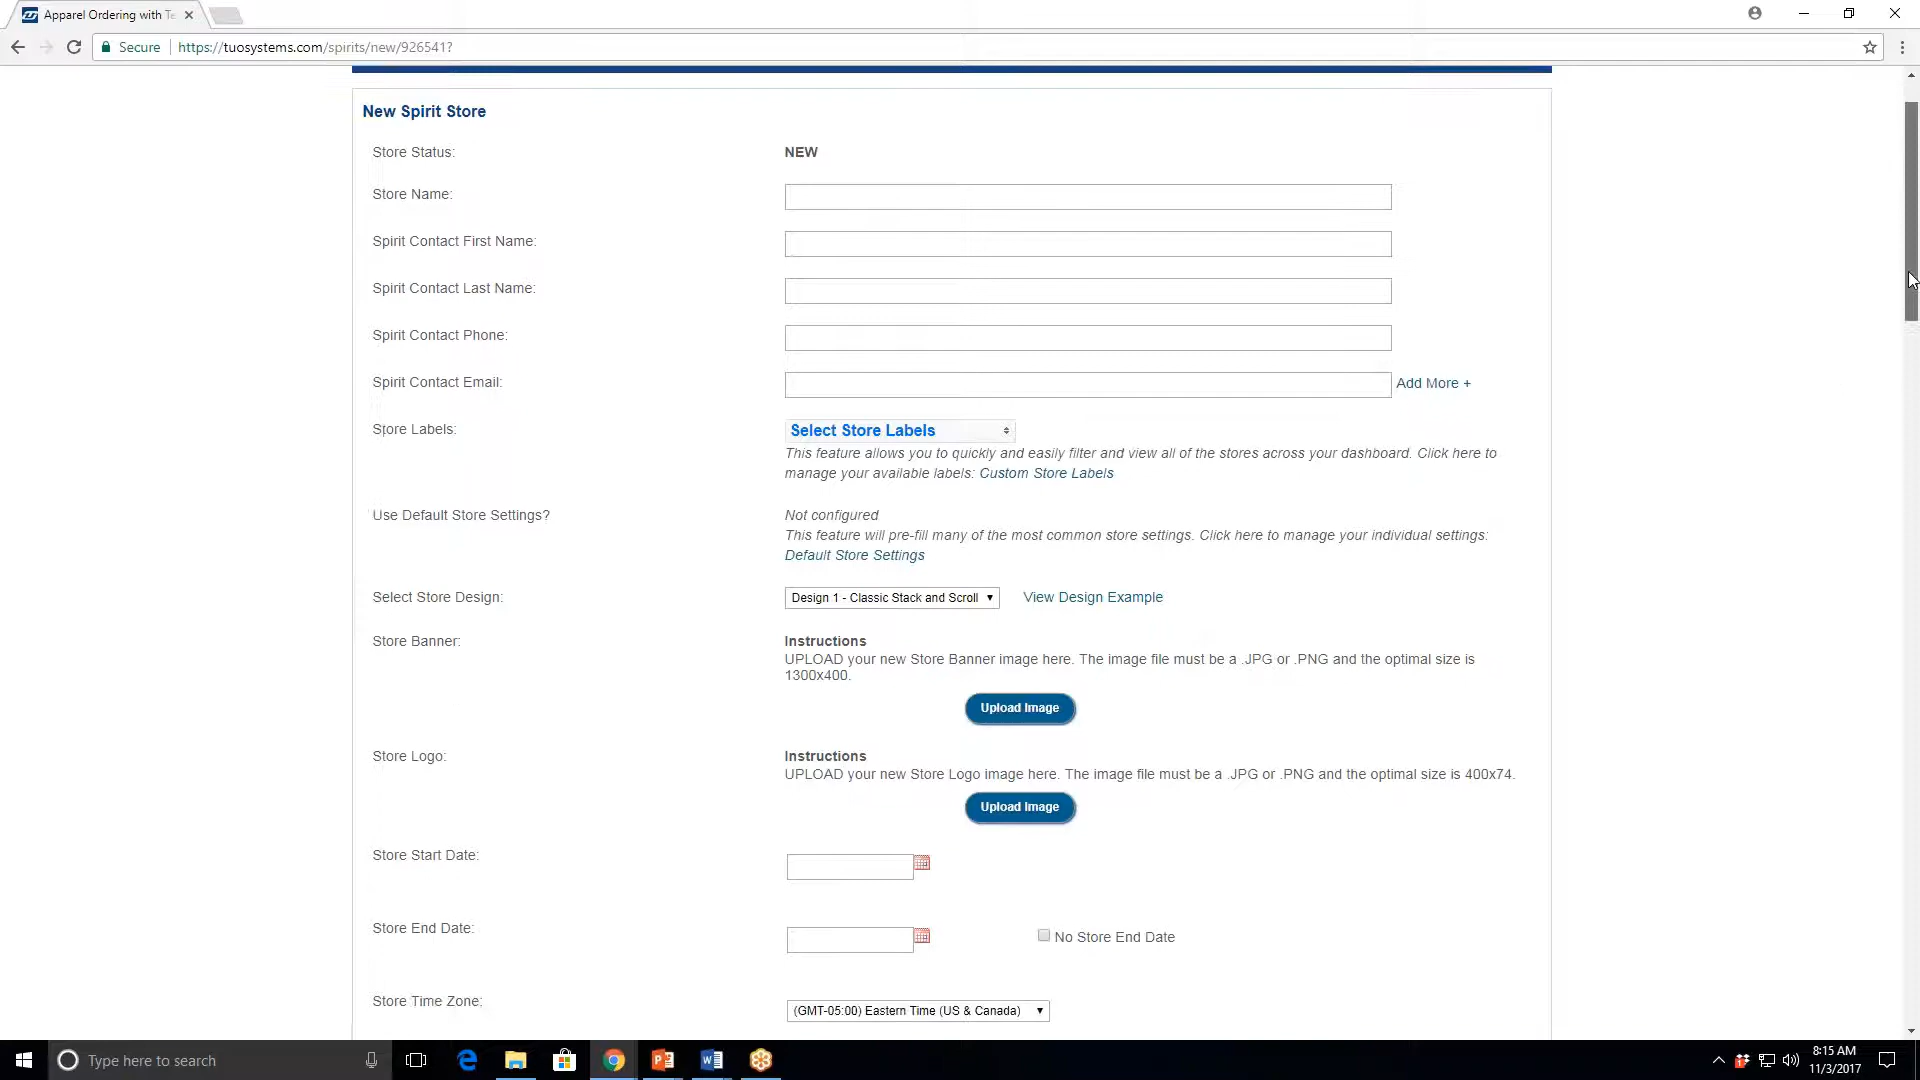 Apparel Ordering with Te
Secure https://tuosystems.com/spirits/new/926541?
New Spirit Store
Store Status: NEW
Store Name:
Spirit Contact First Name:
Spirit Contact Last Name:
Spirit Contact Phone:
Spirit Contact Email: Add More +
Store Labels: Select Store Labels
This feature allows you to quickly and easily filter and view all of the stores across your dashboard. Click here to
manage your available labels: Custom Store Labels
Use Default Store Settings? Not configured
This feature will pre-fill many of the most common store settings. Click here to manage your individual settings:
Default Store Settings
Select Store Design: Design 1 - Classic Stack and Scroll View Design Example
Store Banner: Instructions
UPLOAD your new Store Banner image here. The image file must be a .JPG or .PNG and the optimal size is
1300x400.
Upload Image
Store Logo: Instructions
UPLOAD your new Store Logo image here. The image file must be a .JPG or .PNG and the optimal size is 400x74.
Upload Image
Store Start Date:
Store End Date: No Store End Date
Store Time Zone: (GMT-05:00) Eastern Time (US & Canada)
Type here to search
8:15 AM
11/3/2017